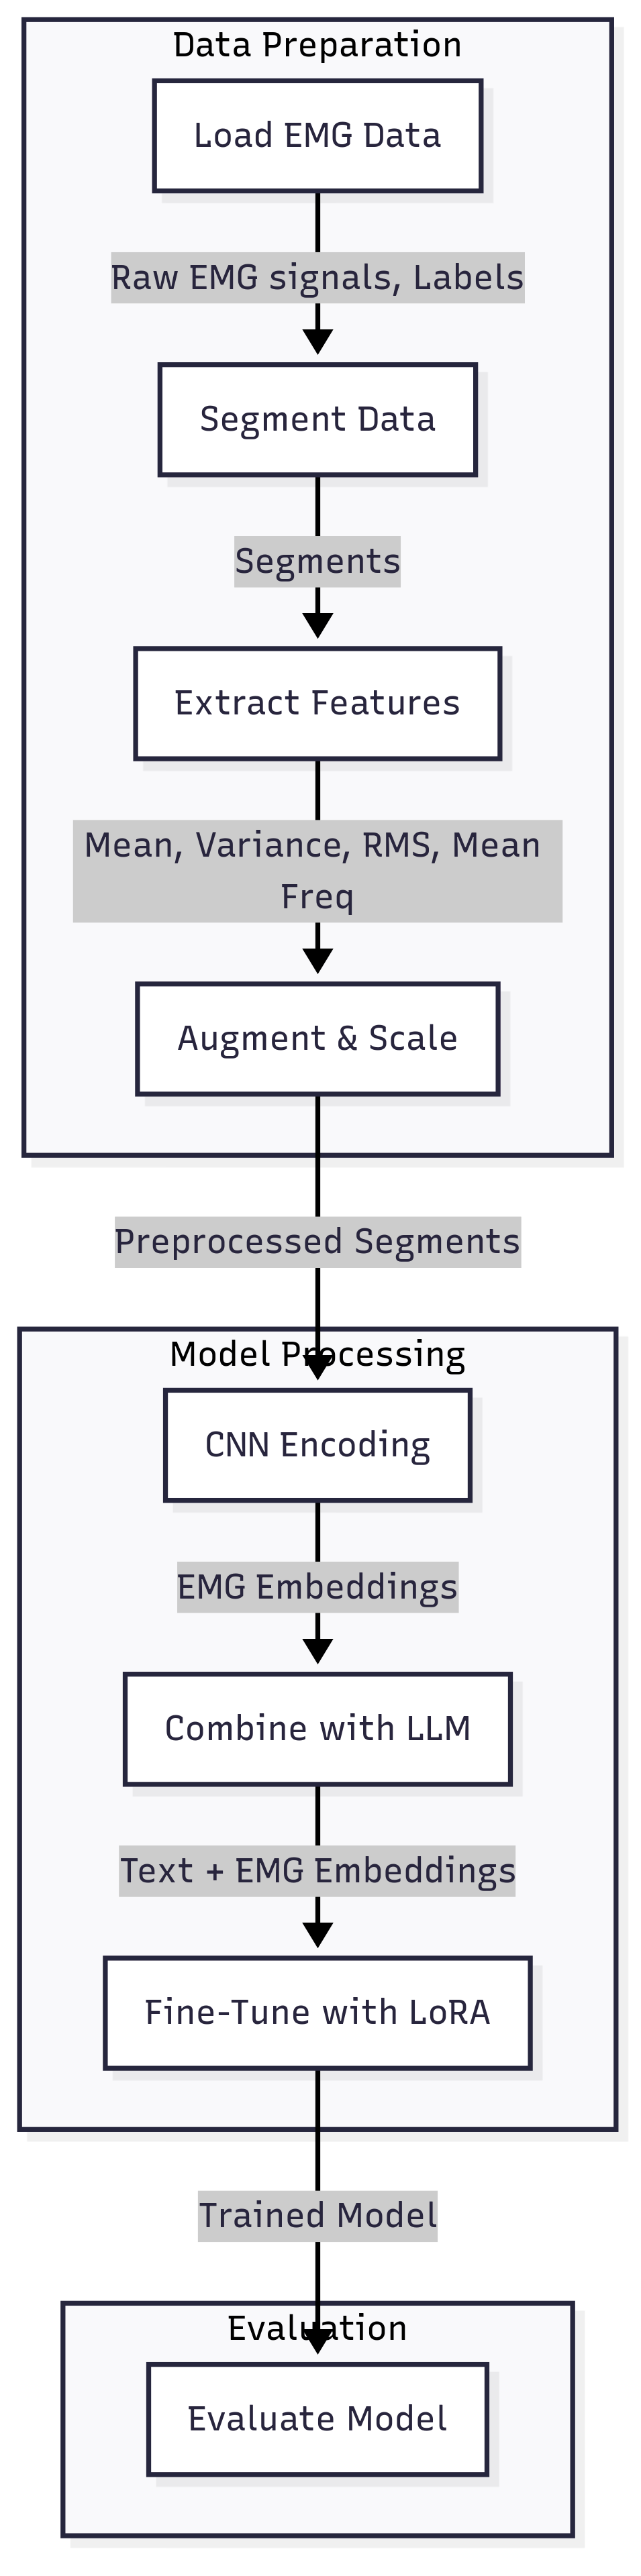 Data Preparation
Load EMG Data
Raw EMG signals, Labels
Segment Data
Segments
Extract Features
Mean, Variance, RMS, Mean
Freq
Augment & Scale
Preprocessed Segments
Model Processing
CNN Encoding
EMG Embeddings
Combine with LLM
Text + EMG Embeddings
Fine-Tune with LoRA
Trained Model
Evaluation
Evaluate Model